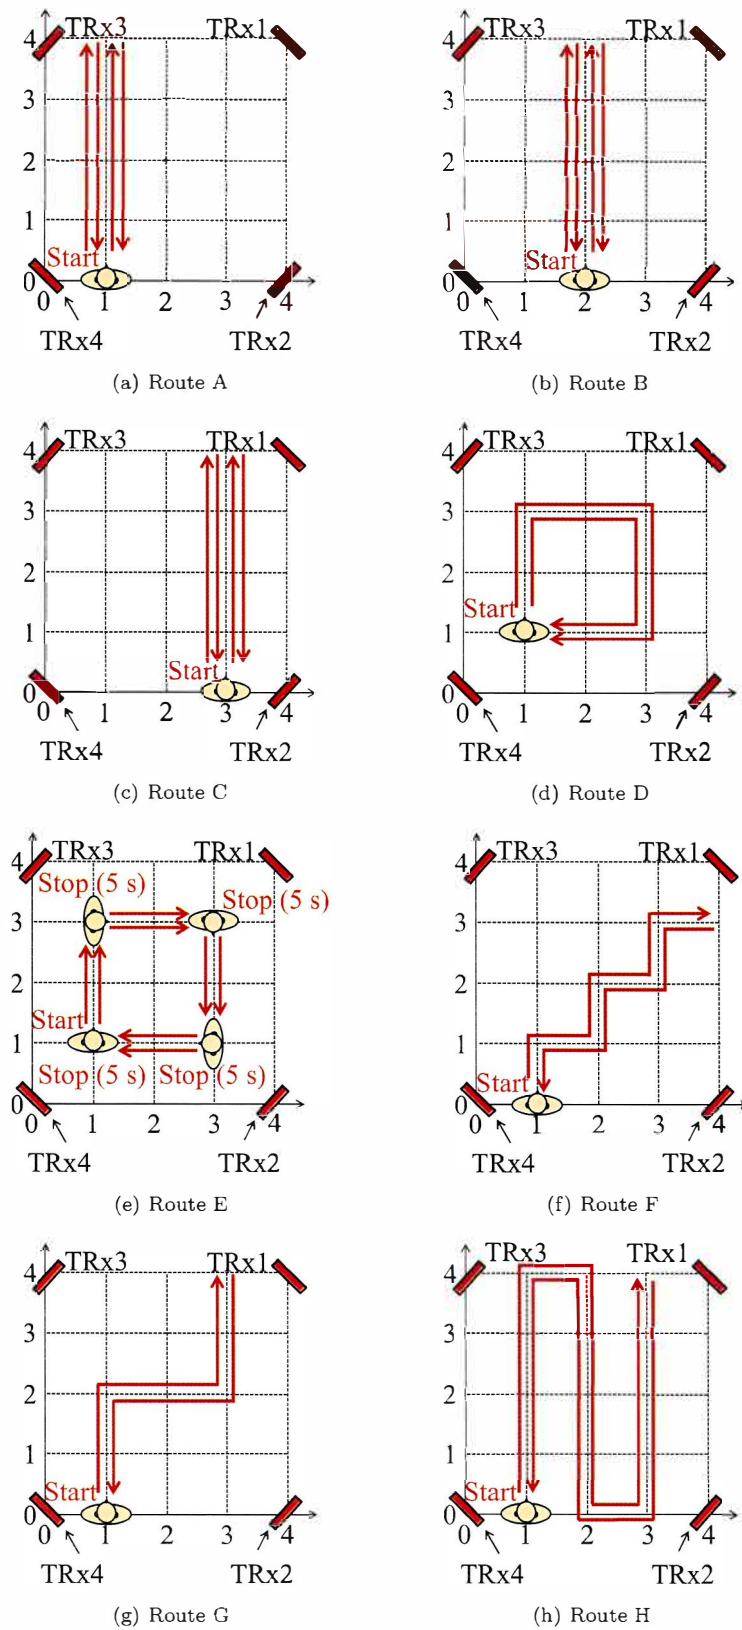 TRx3 TRx1
4
3
2
1
Start
0 1 2 3 4
TRx4 TRx2
(a) Route A
TRx3 TRx1
4
3
2
1
Start
0 1 2 3 4
TRx4 TRx2
(b) Route B
TRx3 TRx1
4
3
2
1
Start
0 1 2 3 4
0
TRx4 TRx2
(c) Route C
TRx3 TRx1
4
3
2
1
Start
0 1 2 3 4
0
TRx4 TRx2
(d) Route D
TRx3 TRx1
4
Stop (5 s)
Stop (5 s)
3
2
Start
1
Stop (5 s) Stop (5 s)
0
0 1 2 3 4
TRx4 TRx2
(e) Route E
TRx3 TRx1
4
3
2
1
Start
0
0 1 2 3 4
TRx4 TRx2
(f) Route F
TRx3 TRx1
4
3
2
1
Start
0
0 1 2 3 4
TRx4 TRx2
(g) Route G
TRx3 TRx1
4
3
2
1
Start
0
0 1 2 3 4
TRx4 TRx2
(h) Route H